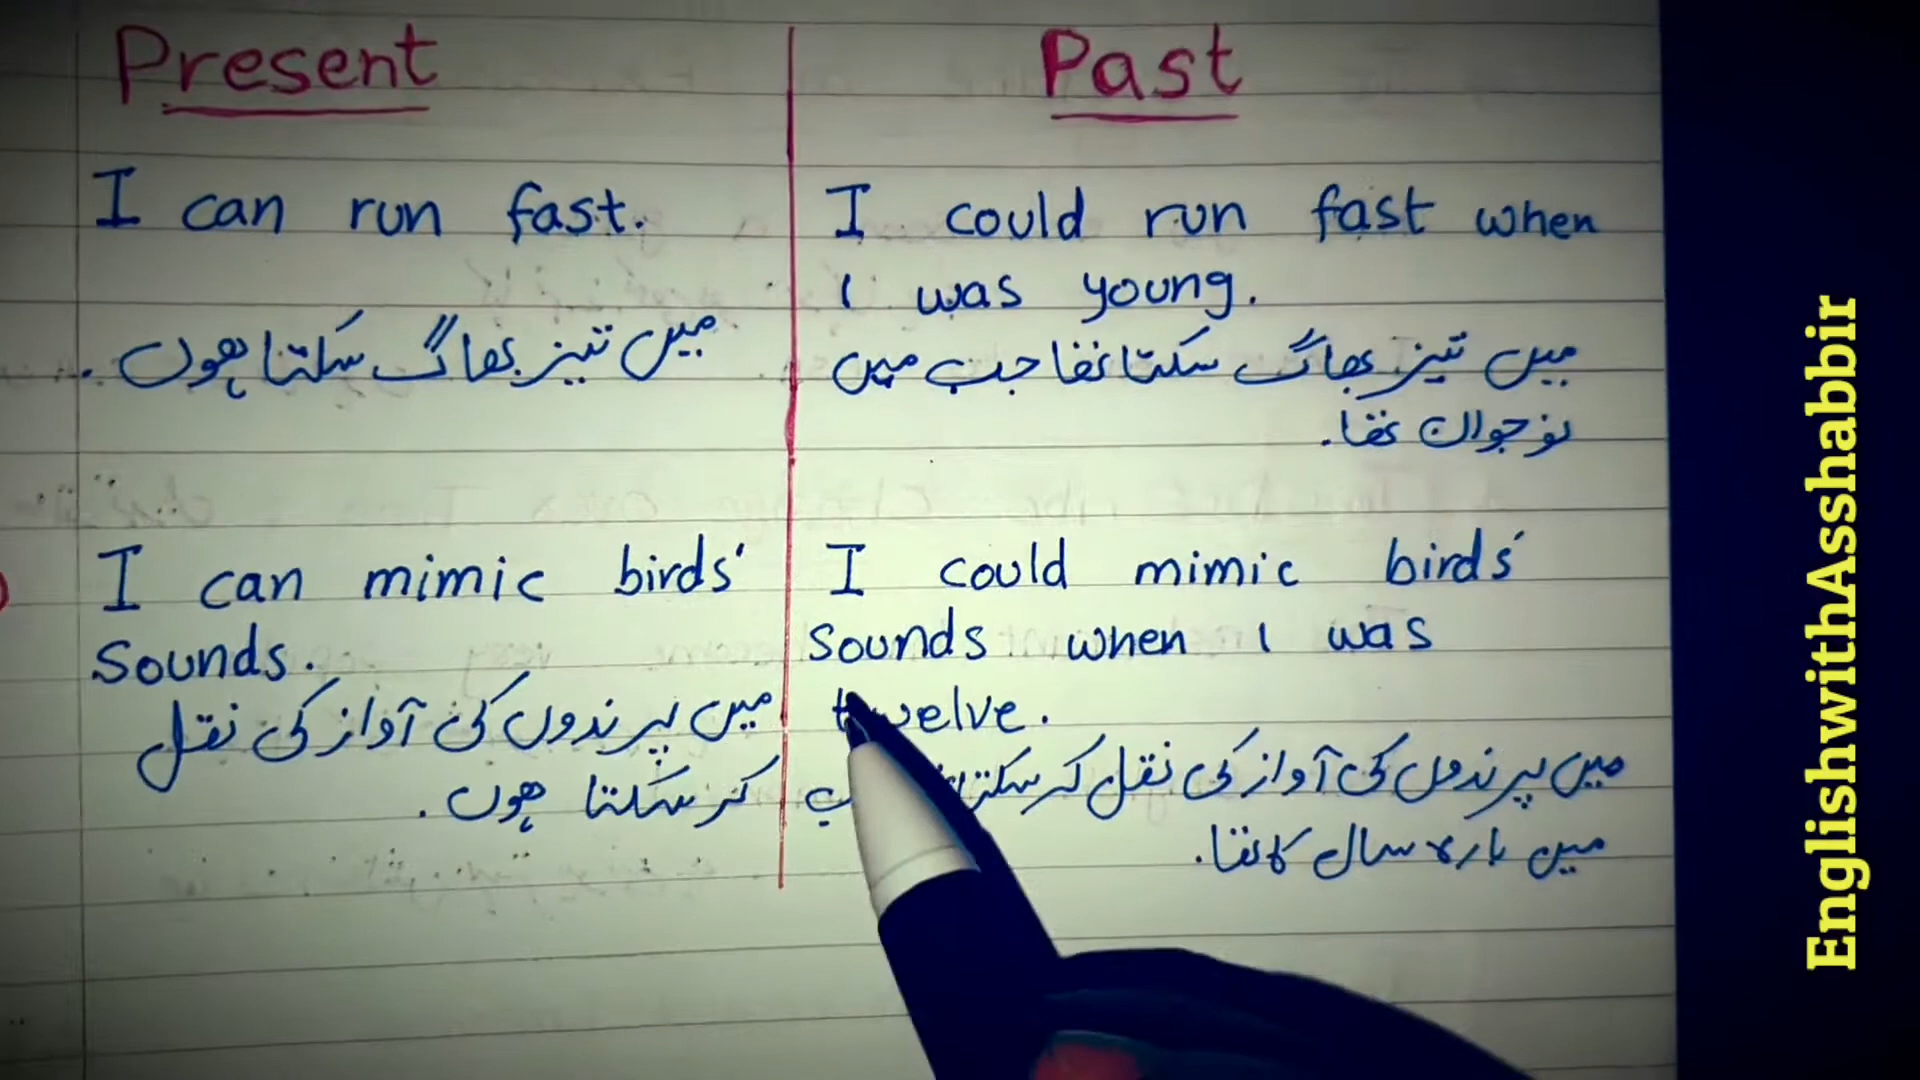 Present
I can run fast.
میں تیز بھاگ سکتا ہوں.
I can mimic birds'
Sounds.
میں پرندوں کی آواز کی نقل
کر سکتا ہوں.
Past
I could run fast when
I was young.
میں تیز بھاگ سکتا تھا جب میں
نوجوان تھا.
I could mimic birds'
Sounds when I was
twelve.
میں پرندوں کی آواز کی نقل کر سکتا
میں بارہ سال کا تھا.
EnglishwithAsshabbir